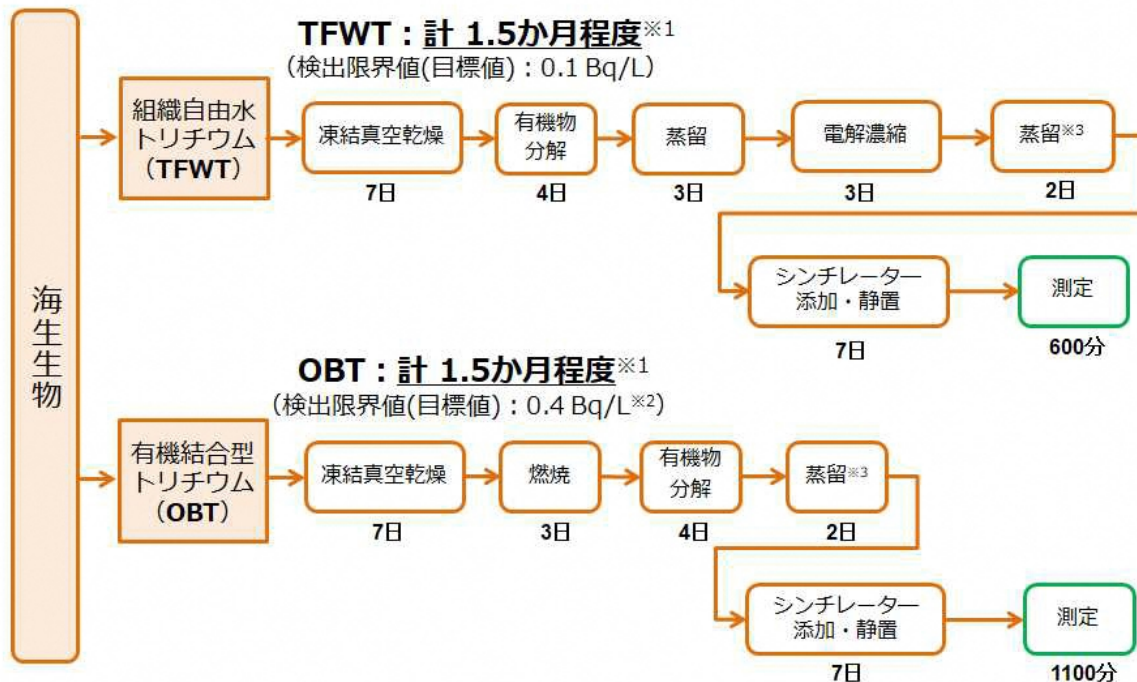 海生生物
TFWT：計 1.5か月程度※1
（検出限界値(目標値)：0.1 Bq/L）
組織自由水
トリチウム
（TFWT）
凍結真空乾燥
7日
有機物
分解
4日
蒸留
3日
電解濃縮
3日
蒸留※3
2日
シンチレーター
添加・静置
7日
測定
600分
OBT：計 1.5か月程度※1
（検出限界値(目標値)：0.4 Bq/L※2）
有機結合型
トリチウム
（OBT）
凍結真空乾燥
7日
燃焼
3日
有機物
分解
4日
蒸留※3
2日
シンチレーター
添加・静置
7日
測定
1100分